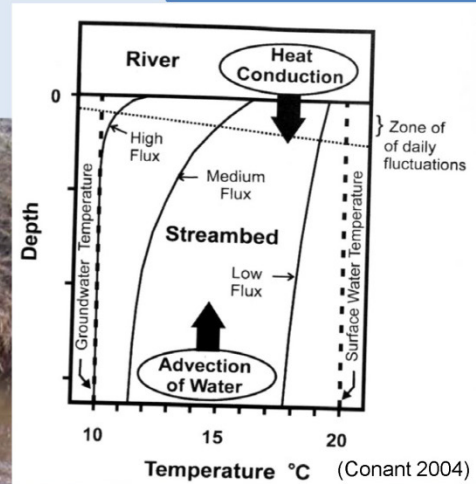 River
Heat
Conduction
0
High
Flux
Zone of
of daily
fluctuations
Medium
Flux
Groundwater Temperature
Surface Water Temperature
Depth
Streambed
Low
Flux
Advection
of Water
10
15
20
Temperature °C
(Conant 2004)